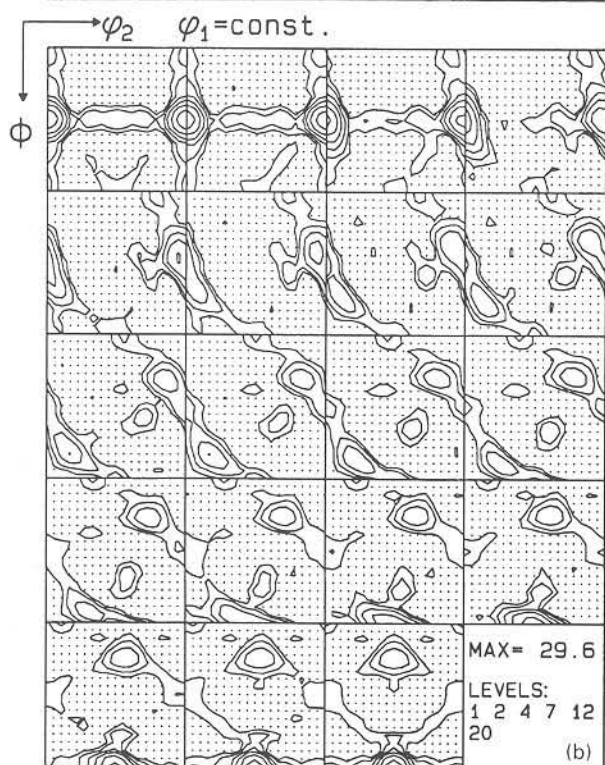 φ₂ φ₁=const.
Φ
MAX= 29.6
LEVELS:
1 2 4 7 12
20
(b)